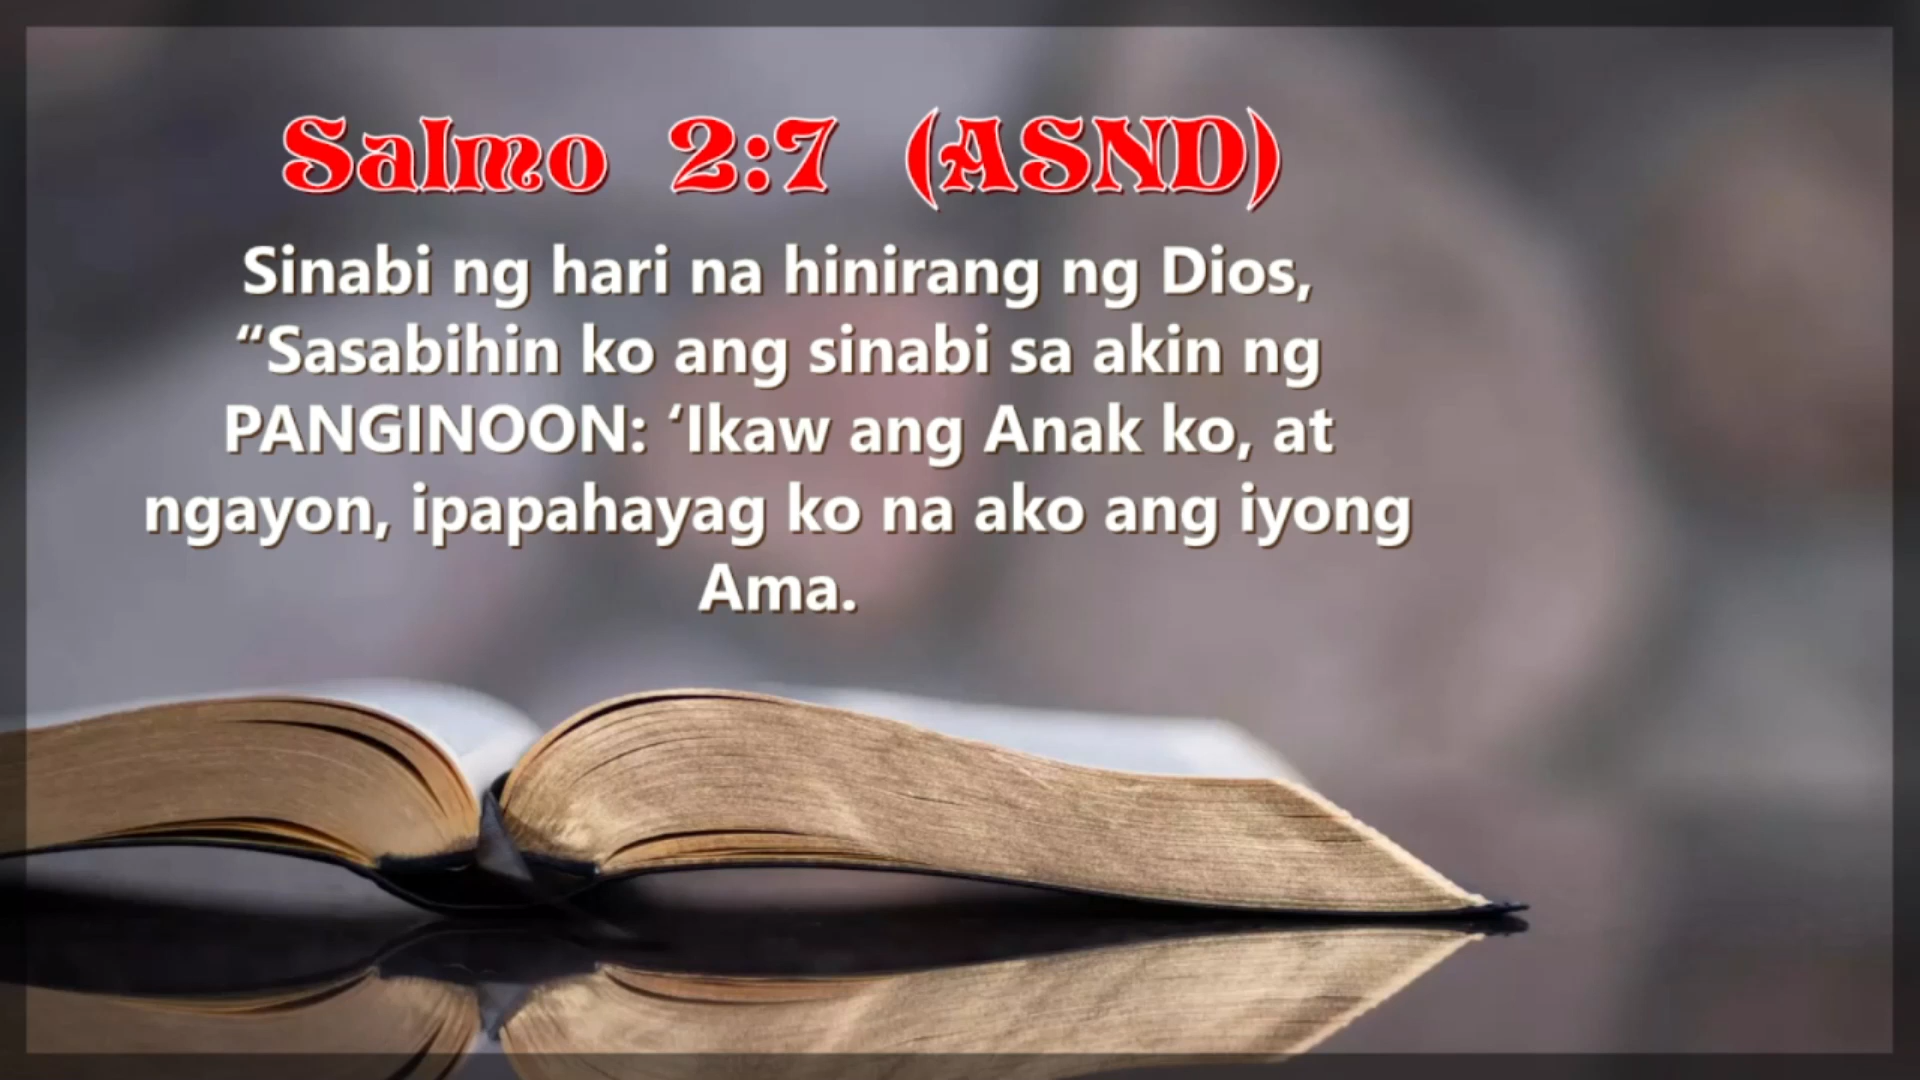 Salmo 2:7 (ASND)
Sinabi ng hari na hinirang ng Dios,
“Sasabihin ko ang sinabi sa akin ng
PANGINOON: ‘Ikaw ang Anak ko, at
ngayon, ipapahayag ko na ako ang iyong
Ama.